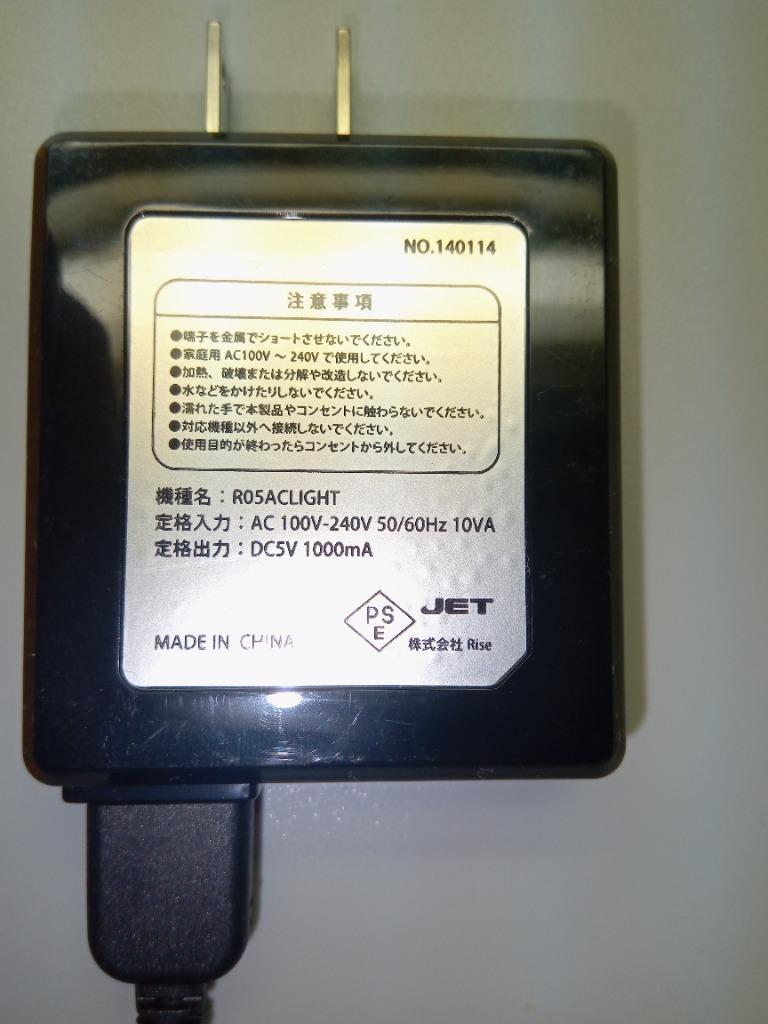 NO.140114
注意事項
●端子を金属でショートさせないでください。
●家庭用 AC100V ～ 240V で使用してください。
●加熱、破壊または分解や改造しないでください。
●水などをかけたりしないでください。
●濡れた手で本製品やコンセントに触わらないでください。
●対応機種以外へ接続しないでください。
●使用目的が終わったらコンセントから外してください。
機種名：R05ACLIGHT
定格入力：AC 100V-240V 50/60Hz 10VA
定格出力：DC5V 1000mA
PS
E
JET
MADE IN CHINA
株式会社 Rise